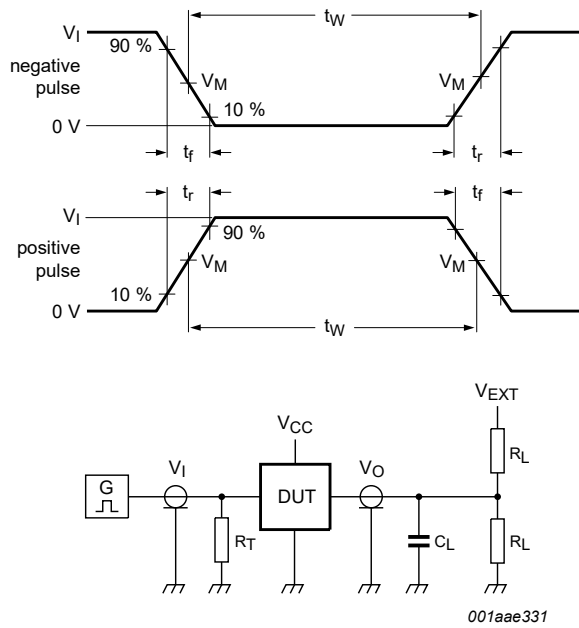 V_I
t_W
90 %
negative
pulse
V_M
V_M
10 %
0 V
t_f
t_r
t_r
t_f
V_I
90 %
positive
pulse
V_M
V_M
10 %
0 V
t_W
V_EXT
V_CC
R_L
V_I
V_O
G
DUT
R_T
C_L
R_L
001aae331